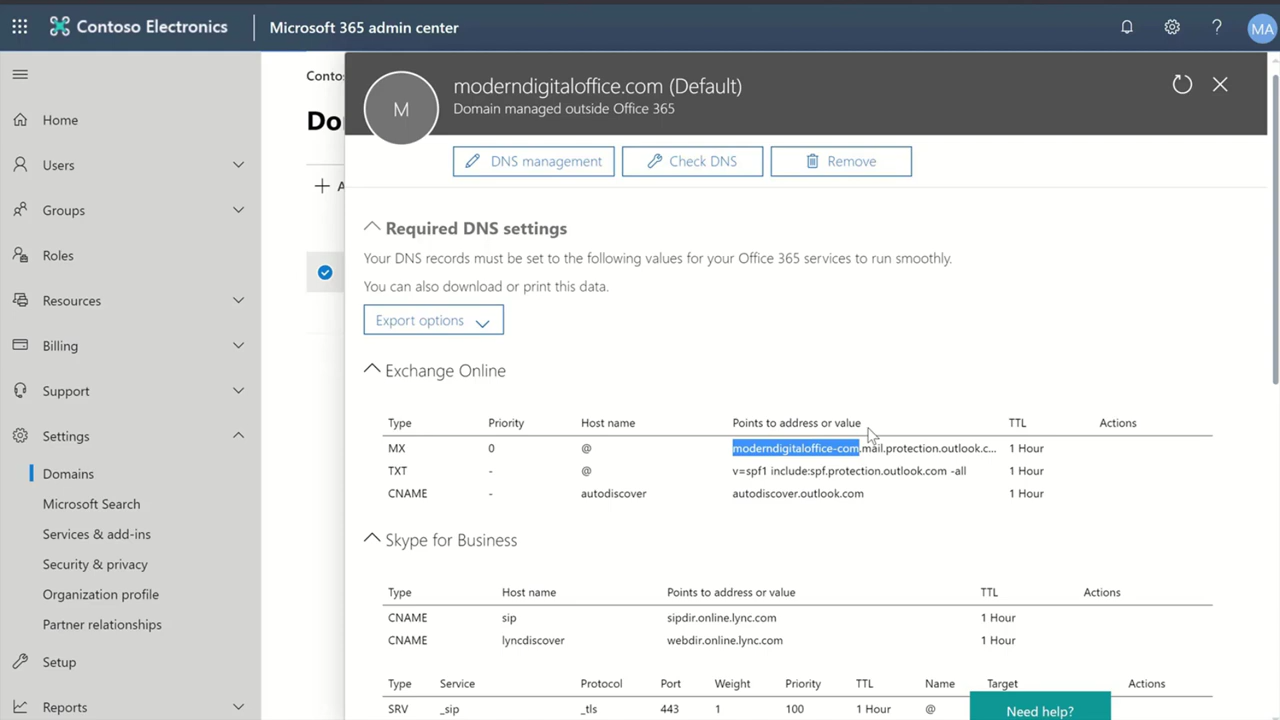 Contoso Electronics Microsoft 365 admin center MA
Home
Users
Groups
Roles
Resources
Billing
Support
Settings
Domains
Microsoft Search
Services & add-ins
Security & privacy
Organization profile
Partner relationships
Setup
Reports
Conto
Do
A
M
moderndigitaloffice.com (Default)
Domain managed outside Office 365
DNS management Check DNS Remove
Required DNS settings
Your DNS records must be set to the following values for your Office 365 services to run smoothly.
You can also download or print this data.
Export options
Exchange Online
Type Priority Host name Points to address or value TTL Actions
MX 0 @ moderndigitaloffice-com.mail.protection.outlook.c... 1 Hour
TXT - @ v=spf1 include:spf.protection.outlook.com -all 1 Hour
CNAME - autodiscover autodiscover.outlook.com 1 Hour
Skype for Business
Type Host name Points to address or value TTL Actions
CNAME sip sipdir.online.lync.com 1 Hour
CNAME lyncdiscover webdir.online.lync.com 1 Hour
Type Service Protocol Port Weight Priority TTL Name Target Actions
SRV _sip _tls 443 1 100 1 Hour @
Need help?